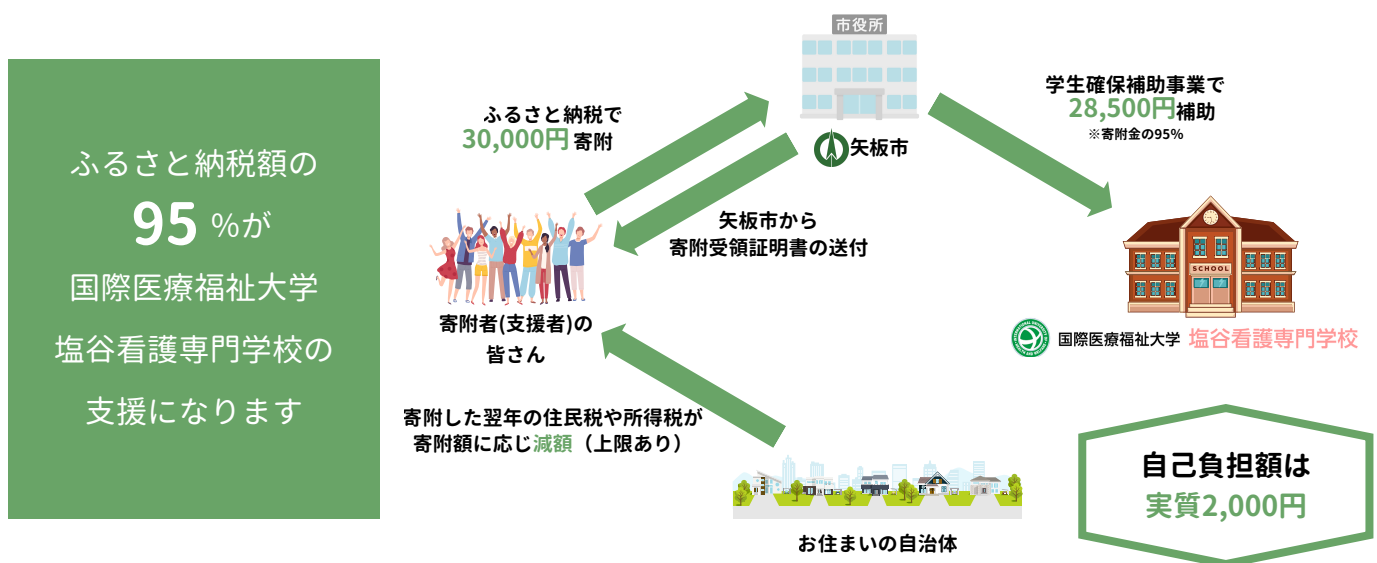 ふるさと納税額の
95 %が
国際医療福祉大学
塩谷看護専門学校の
支援になります
市役所
矢板市
ふるさと納税で
30,000円 寄附
矢板市から
寄附受領証明書の送付
学生確保補助事業で
28,500円補助
※寄附金の95%
寄附者(支援者)の
皆さん
SCHOOL
国際医療福祉大学 塩谷看護専門学校
寄附した翌年の住民税や所得税が
寄附額に応じ減額（上限あり）
お住まいの自治体
自己負担額は
実質2,000円